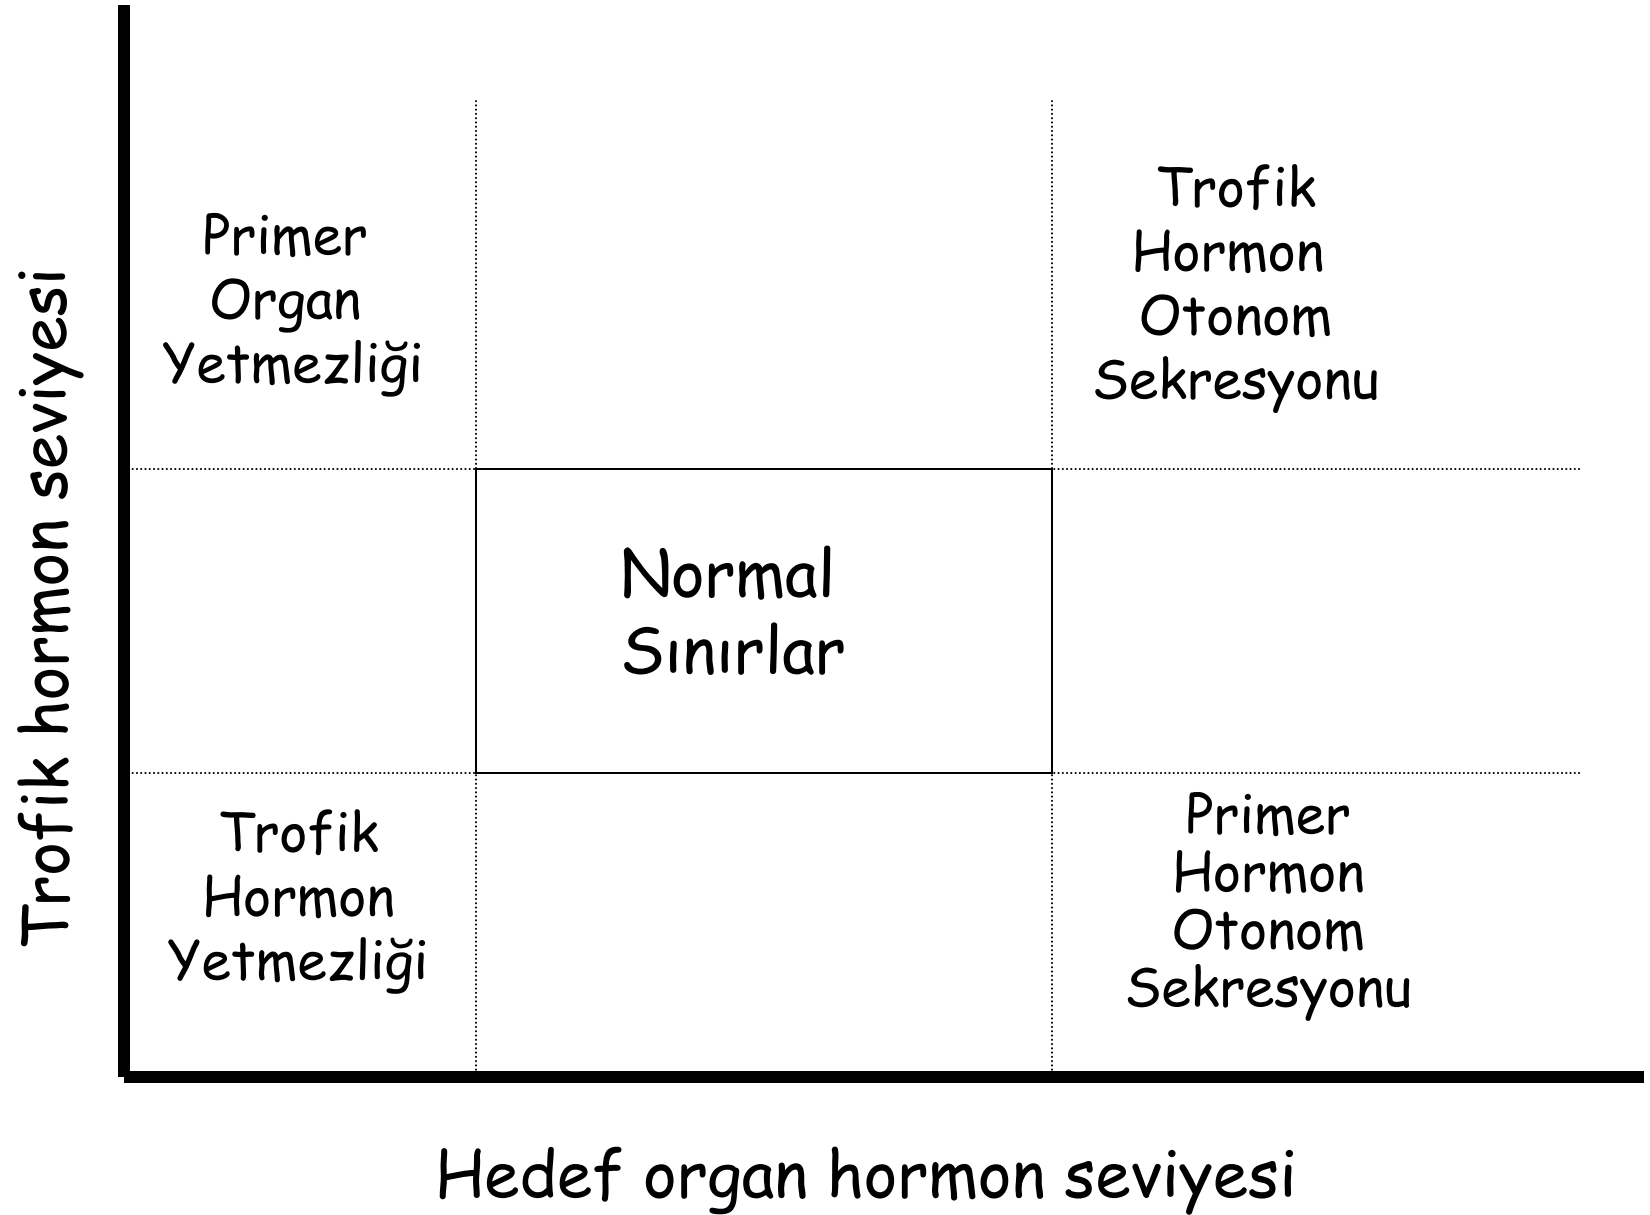 Trofik hormon seviyesi
Primer
Organ
Yetmezliği
Trofik
Hormon
Otonom
Sekresyonu
Normal
Sınırlar
Trofik
Hormon
Yetmezliği
Primer
Hormon
Otonom
Sekresyonu
Hedef organ hormon seviyesi